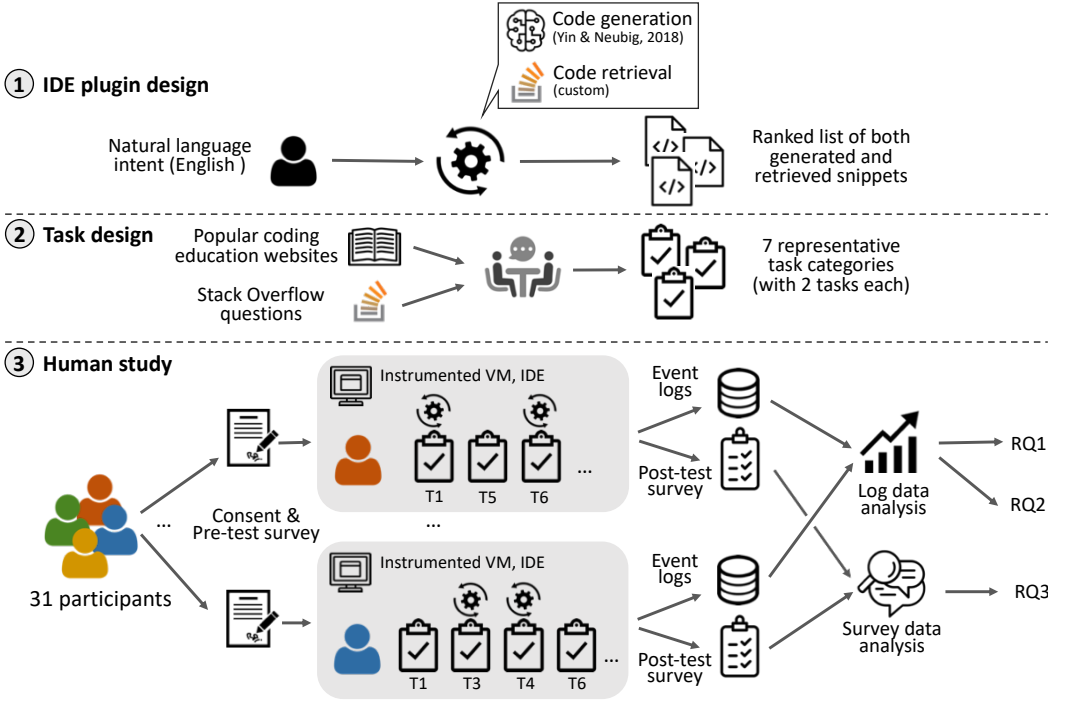 Code generation
(Yin & Neubig, 2018)
Code retrieval
(custom)
1 IDE plugin design
Natural language
intent (English )
</>
</>
</>
Ranked list of both
generated and
retrieved snippets
2 Task design
Popular coding
education websites
Stack Overflow
questions
7 representative
task categories
(with 2 tasks each)
3 Human study
31 participants
...
Consent &
Pre-test survey
Instrumented VM, IDE
T1 T5 T6 ...
...
Instrumented VM, IDE
T1 T3 T4 T6 ...
Event
logs
Post-test
survey
Event
logs
Post-test
survey
Log data
analysis
Survey data
analysis
RQ1
RQ2
RQ3